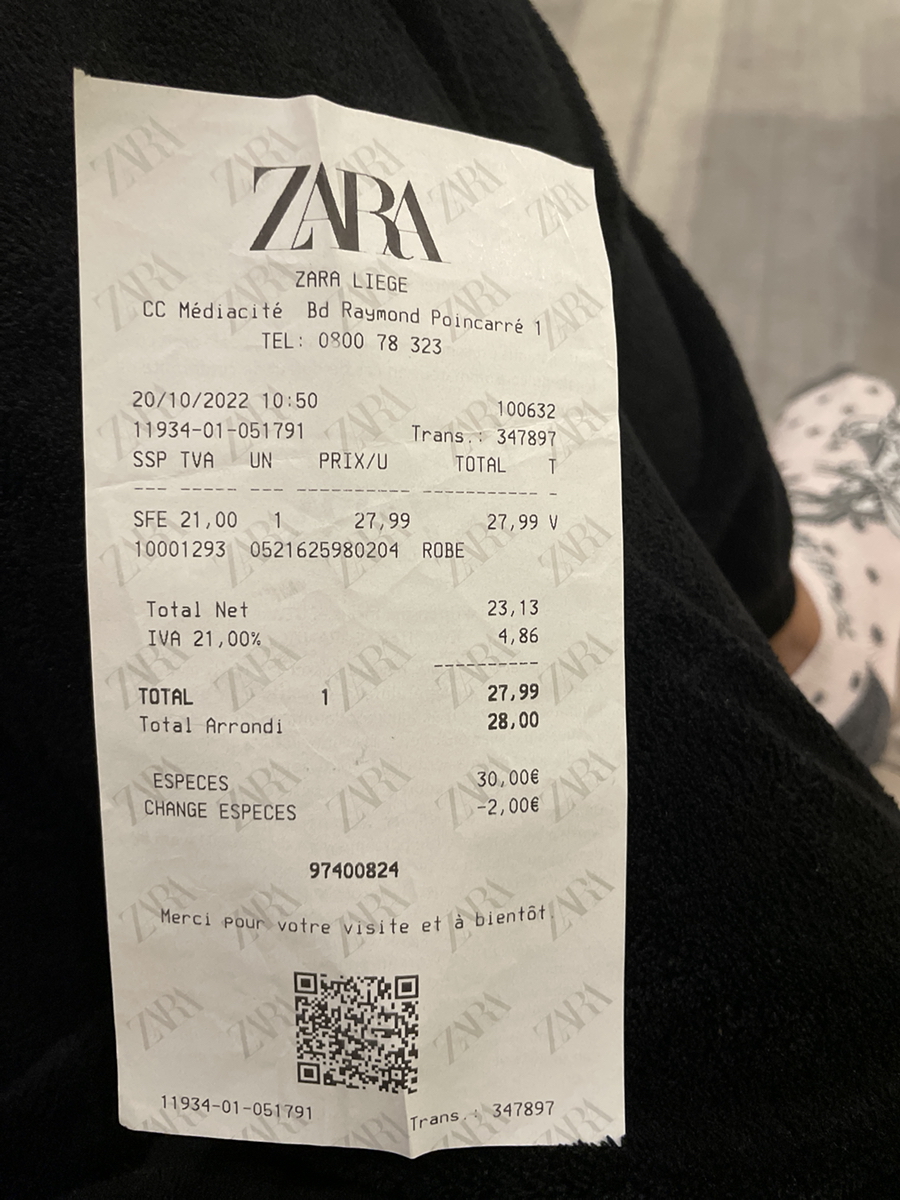 ZARA
ZARA LIEGE
CC Médiacité Bd Raymond Poincarré 1
TEL: 0800 78 323
20/10/2022 10:50 100632
11934-01-051791 Trans.: 347897
SSP TVA UN PRIX/U TOTAL T
--- ----- --- ---------- ----------- -
SFE 21,00 1 27,99 27,99 V
10001293 0521625980204 ROBE
Total Net 23,13
IVA 21,00% 4,86
----------
TOTAL 1 27,99
Total Arrondi 28,00
ESPECES 30,00€
CHANGE ESPECES -2,00€
97400824
Merci pour votre visite et à bientôt.
11934-01-051791 Trans.: 347897